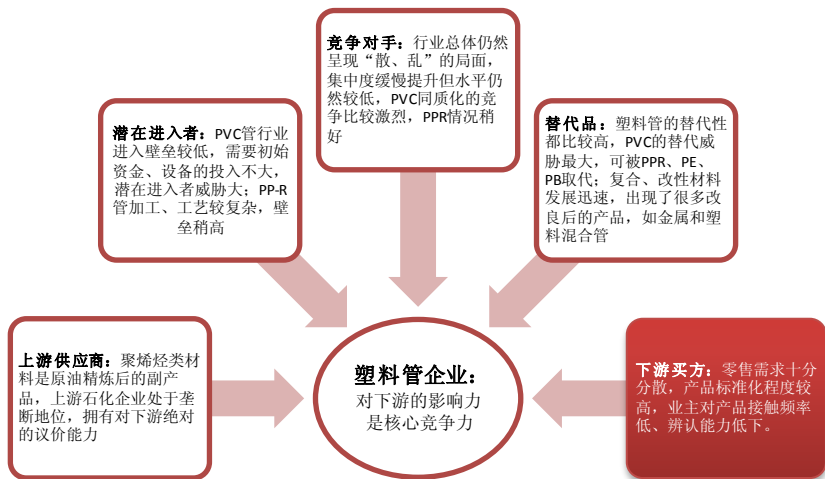 竞争对手：行业总体仍然
呈现“散、乱”的局面，
集中度缓慢提升但水平仍
然较低，PVC同质化的竞
争比较激烈，PPR情况稍
好
潜在进入者：PVC管行业
进入壁垒较低，需要初始
资金、设备的投入不大，
潜在进入者威胁大；PP-R
管加工、工艺较复杂，壁
垒稍高
替代品：塑料管的替代性
都比较高，PVC的替代威
胁最大，可被PPR、PE、
PB取代；复合、改性材料
发展迅速，出现了很多改
良后的产品，如金属和塑
料混合管
上游供应商：聚烯烃类材
料是原油精炼后的副产
品，上游石化企业处于垄
断地位，拥有对下游绝对
的议价能力
塑料管企业：
对下游的影响力
是核心竞争力
下游买方：零售需求十分
分散，产品标准化程度较
高，业主对产品接触频率
低、辨认能力低下。